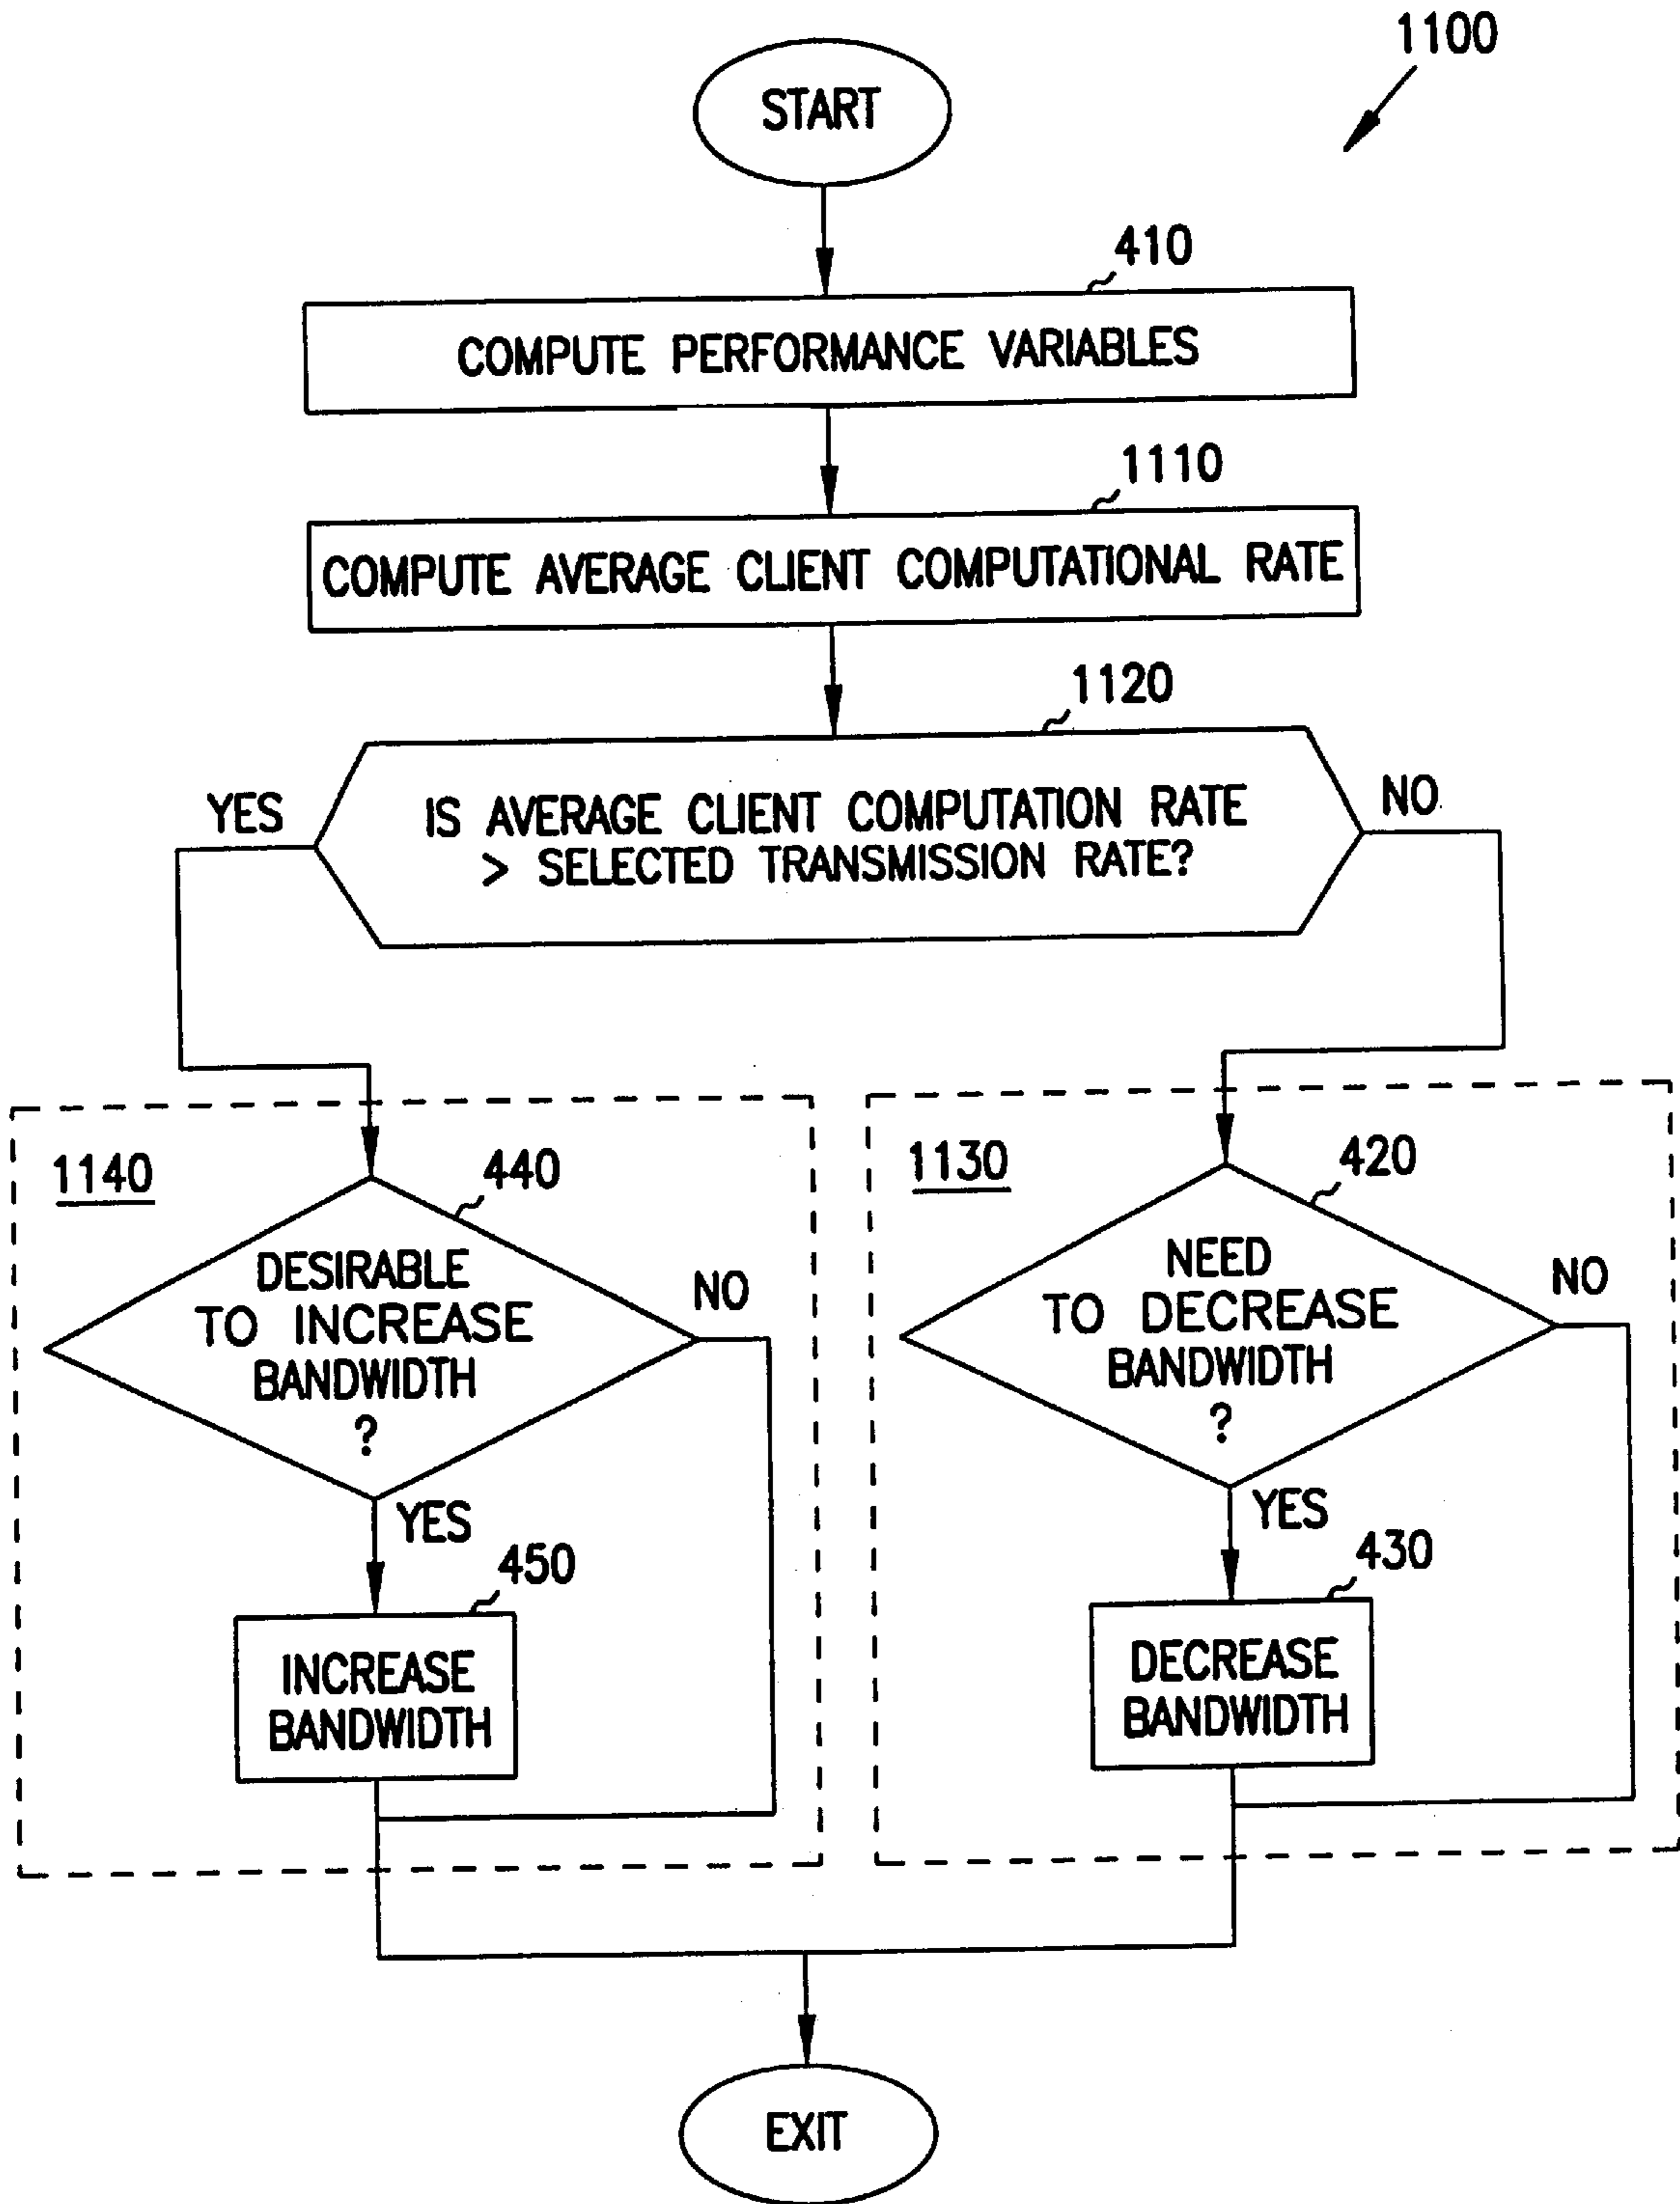 1100
START
410
COMPUTE PERFORMANCE VARIABLES
1110
COMPUTE AVERAGE CLIENT COMPUTATIONAL RATE
1120
YES
IS AVERAGE CLIENT COMPUTATION RATE
> SELECTED TRANSMISSION RATE?
NO
1140
440
DESIRABLE
TO INCREASE
BANDWIDTH
?
NO
YES
450
INCREASE
BANDWIDTH
1130
420
NEED
TO DECREASE
BANDWIDTH
?
NO
YES
430
DECREASE
BANDWIDTH
EXIT